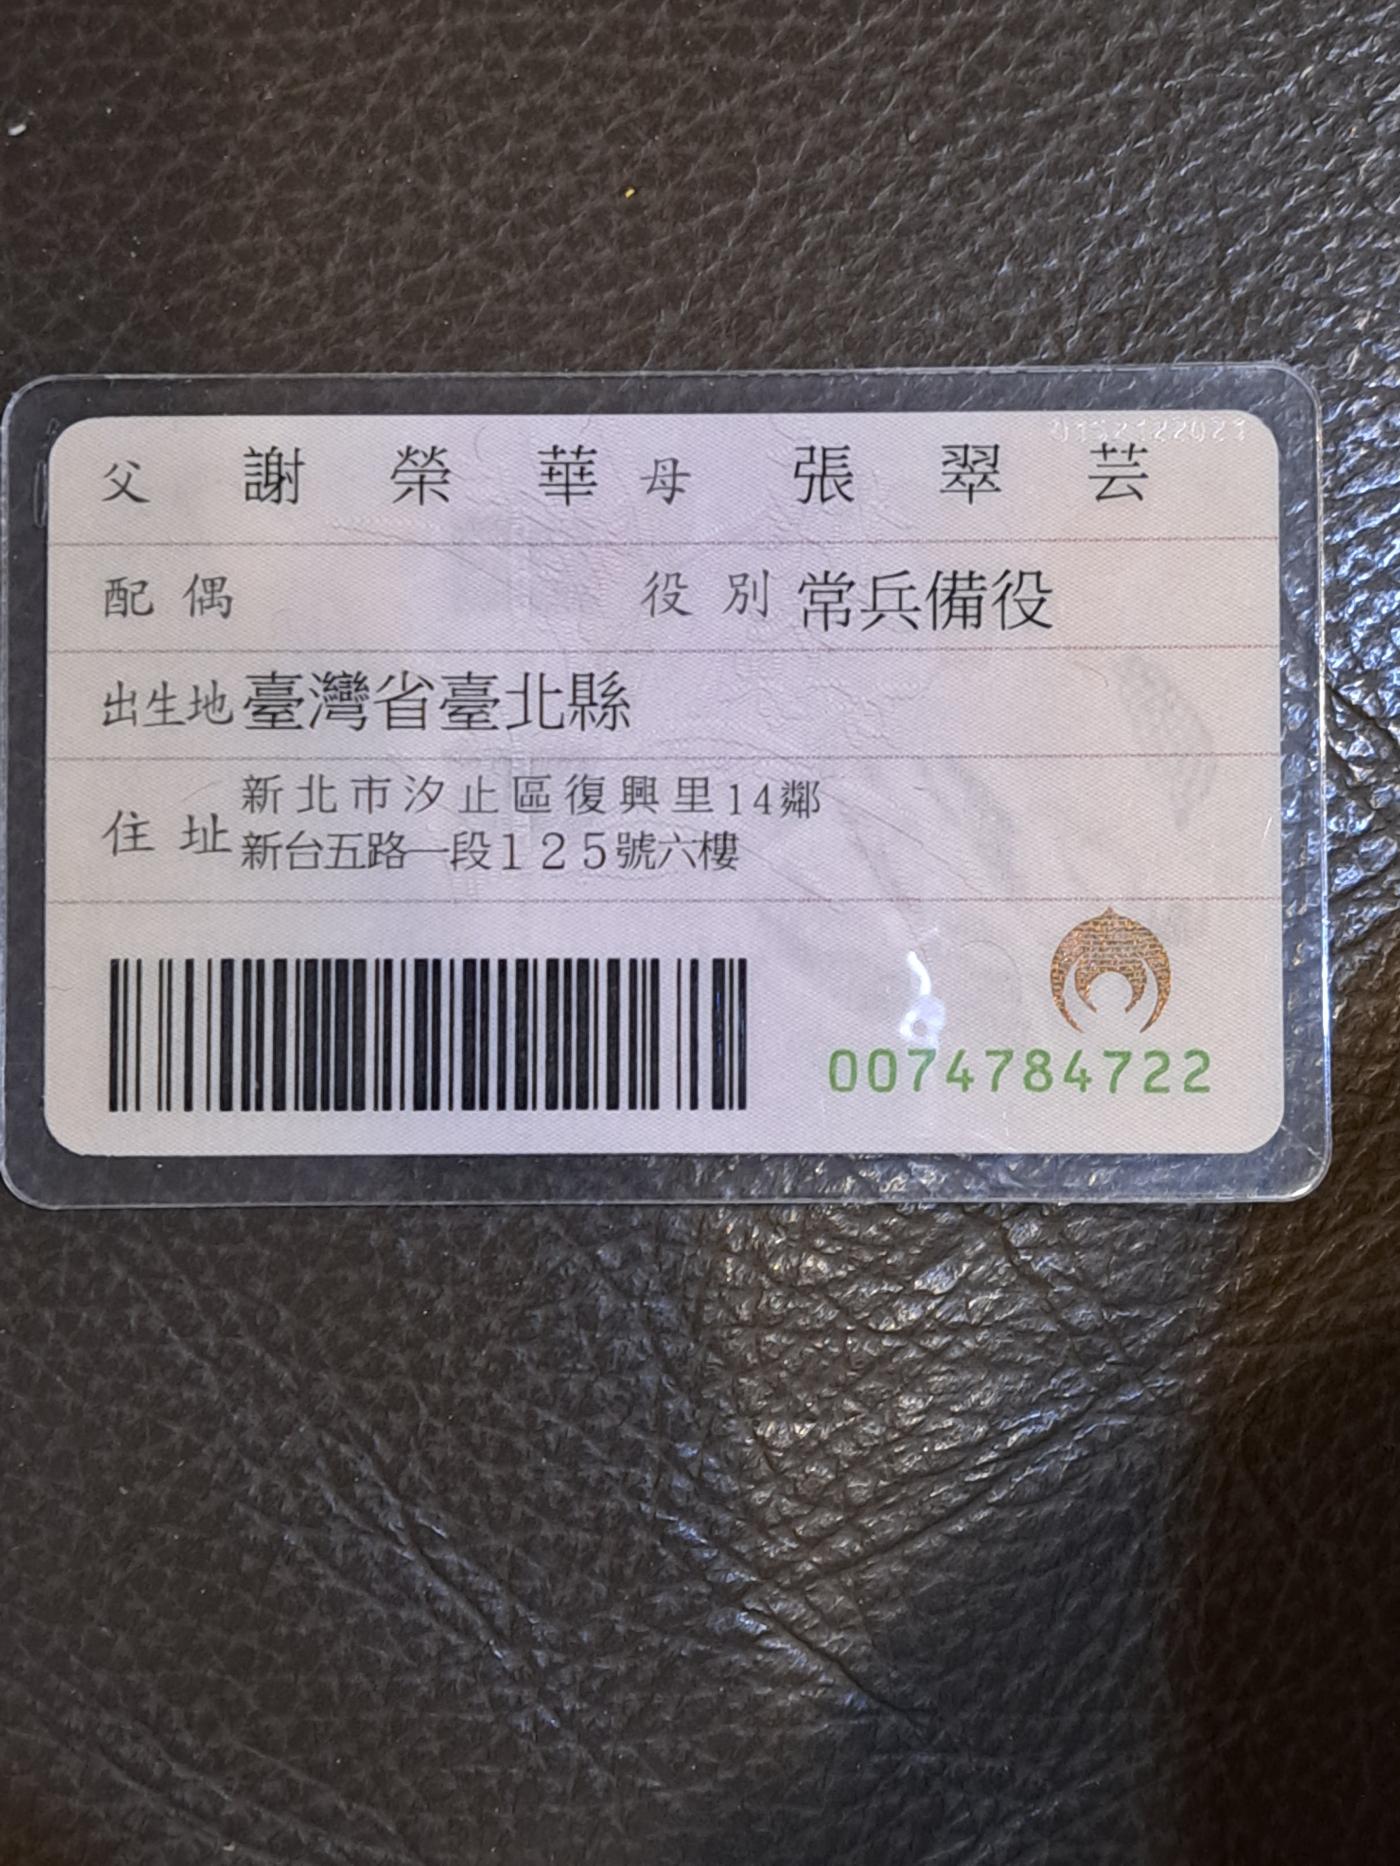 父 謝榮華 母 張翠芸
配偶 役別 常兵備役
出生地 臺灣省臺北縣
住址 新北市汐止區復興里14鄰
新台五路一段125號六樓
0074784722